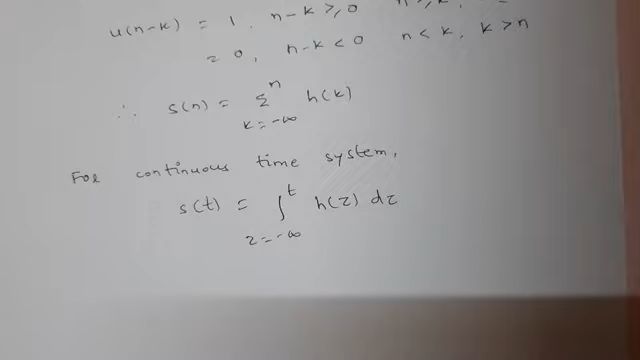 u(n-k) = 1, n-k ≥ 0
= 0, n-k < 0 n < k, k > n
∴ s(n) = Σ_{k=-∞}^{n} h(k)
For continuous time system,
s(t) = ∫_{τ=-∞}^{t} h(τ) dτ